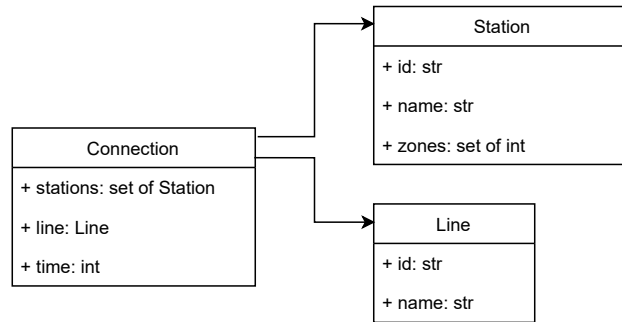 Station
+ id: str
+ name: str
+ zones: set of int
Connection
+ stations: set of Station
+ line: Line
+ time: int
Line
+ id: str
+ name: str